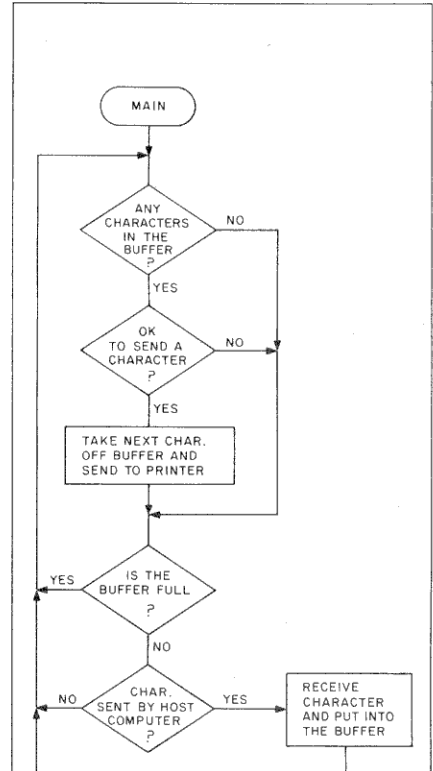 MAIN
ANY
CHARACTERS
IN THE
BUFFER
?
NO
YES
OK
TO SEND A
CHARACTER
?
NO
YES
TAKE NEXT CHAR.
OFF BUFFER AND
SEND TO PRINTER
IS THE
BUFFER FULL
?
YES
NO
CHAR.
SENT BY HOST
COMPUTER
?
NO
YES
RECEIVE
CHARACTER
AND PUT INTO
THE BUFFER